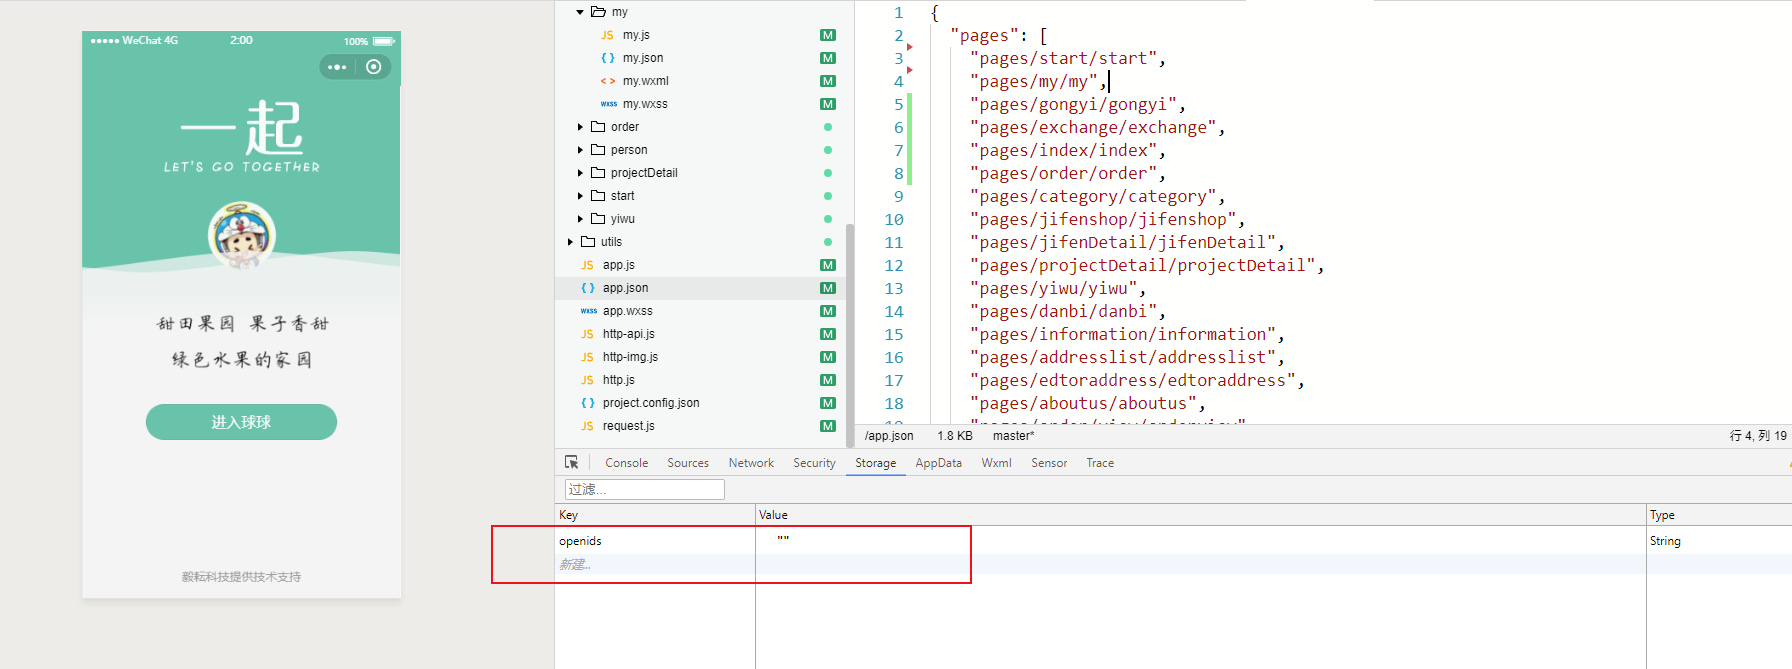 WeChat 4G 2:00 100%
一起
LET'S GO TOGETHER
甜田果园 果子香甜
绿色水果的家园
进入球球
毅耘科技提供技术支持
my
JS my.js M
{ } my.json M
< > my.wxml M
wxss my.wxss M
order
person
projectDetail
start
yiwu
utils
JS app.js M
{ } app.json M
wxss app.wxss M
JS http-api.js M
JS http-img.js M
JS http.js M
{ } project.config.json M
JS request.js M
1 {
2 "pages": [
3 "pages/start/start",
4 "pages/my/my",
5 "pages/gongyi/gongyi",
6 "pages/exchange/exchange",
7 "pages/index/index",
8 "pages/order/order",
9 "pages/category/category",
10 "pages/jifenshop/jifenshop",
11 "pages/jifenDetail/jifenDetail",
12 "pages/projectDetail/projectDetail",
13 "pages/yiwu/yiwu",
14 "pages/danbi/danbi",
15 "pages/information/information",
16 "pages/addresslist/addresslist",
17 "pages/edtoraddress/edtoraddress",
18 "pages/aboutus/aboutus",
/app.json 1.8 KB master* 行 4, 列 19
Console Sources Network Security Storage AppData Wxml Sensor Trace
过滤...
Key Value Type
openids "" String
新建...